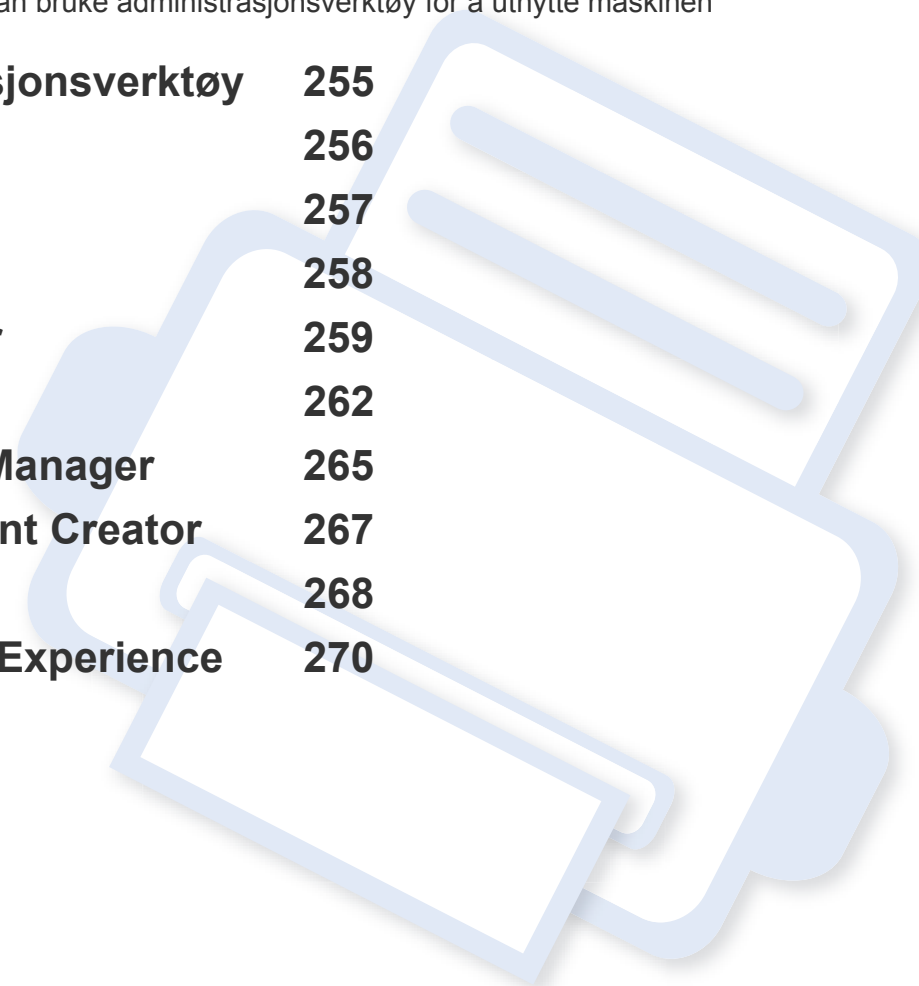 an bruke administrasjonsverktøy for å utnytte maskinen
sjonsverktøy 255
256
257
258
259
262
Manager 265
nt Creator 267
268
Experience 270